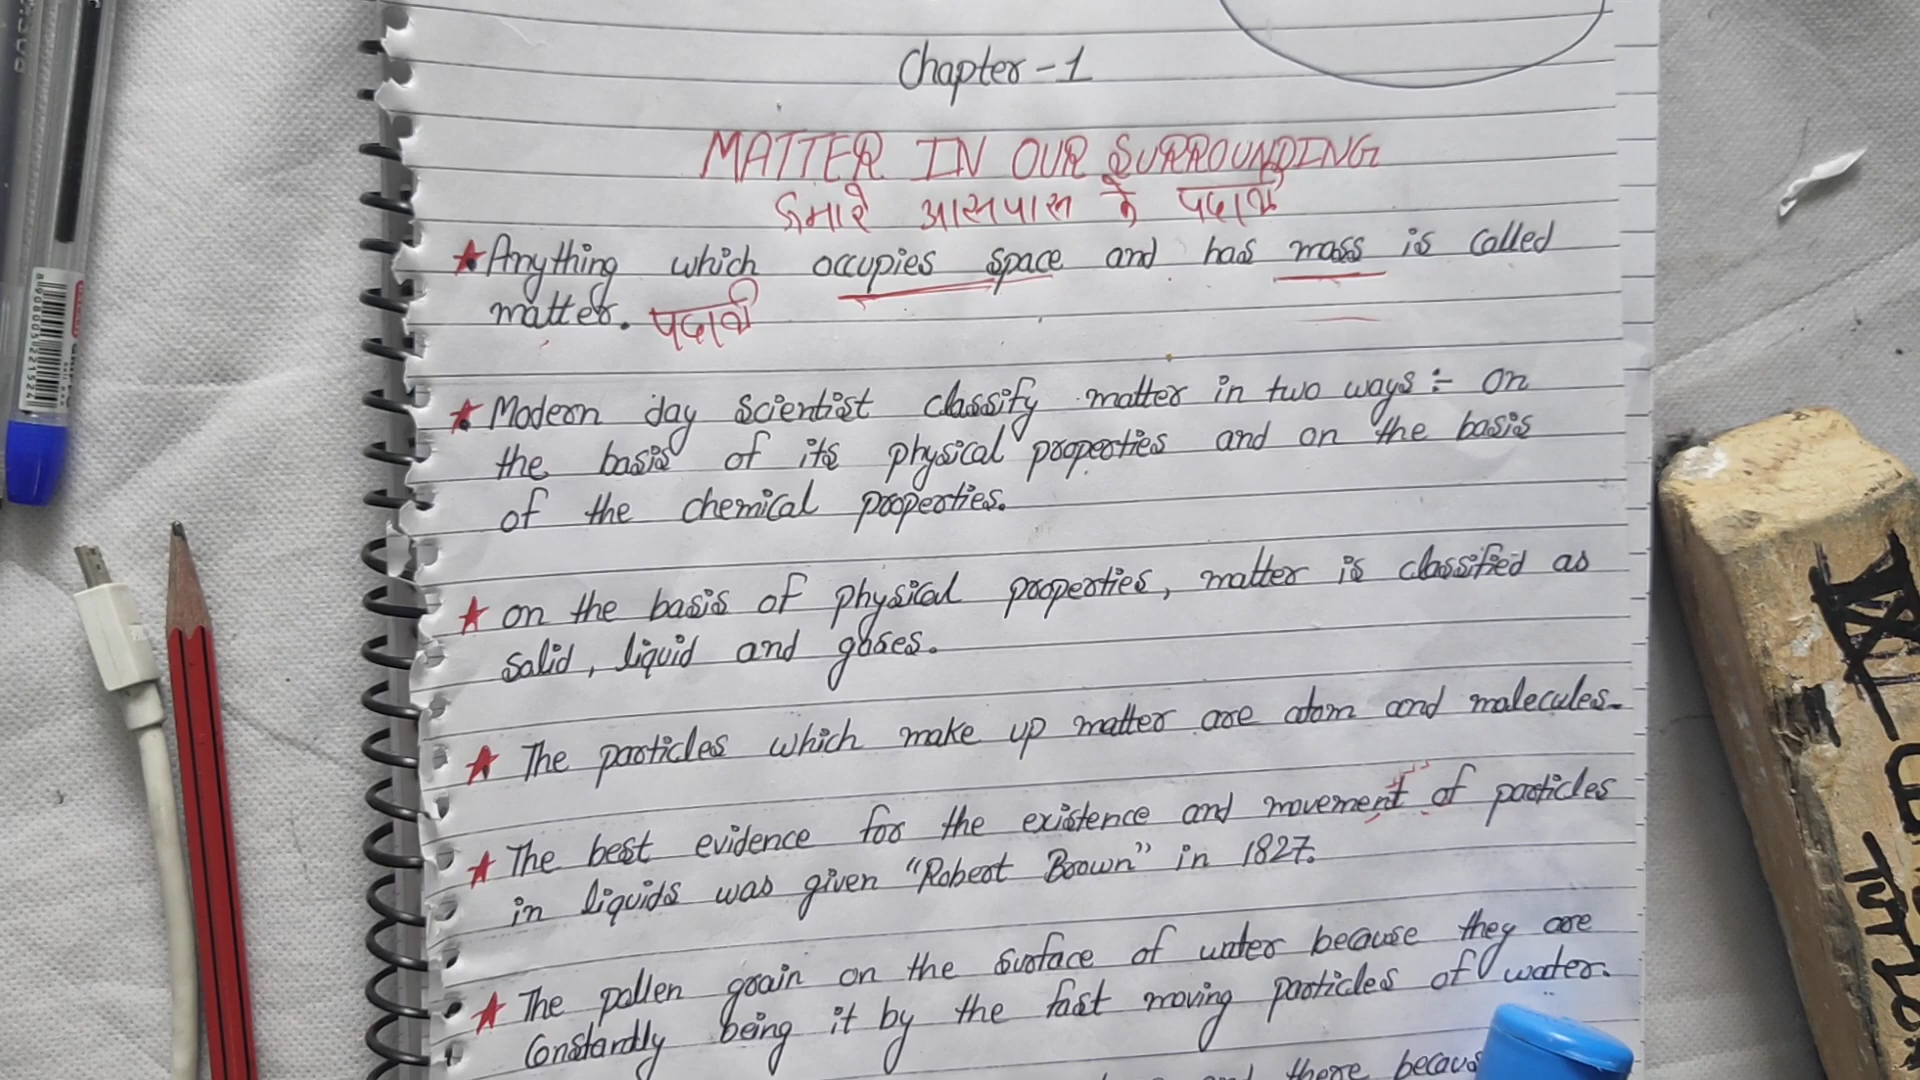 Chapter - 1
MATTER IN OUR SURROUNDING
हमारे आसपास के पदार्थ
★ Anything which occupies space and has mass is called
matter. पदार्थ
★ Modern day scientist classify matter in two ways :- on
the basis of its physical properties and on the basis
of the chemical properties.
★ on the basis of physical properties, matter is classified as
solid, liquid and gases.
★ The particles which make up matter are atom and molecules.
★ The best evidence for the existence and movement of particles
in liquids was given "Robert Brown" in 1827.
★ The pollen grain on the surface of water because they are
Constantly being it by the fast moving particles of water.
there becaus
8908005221524